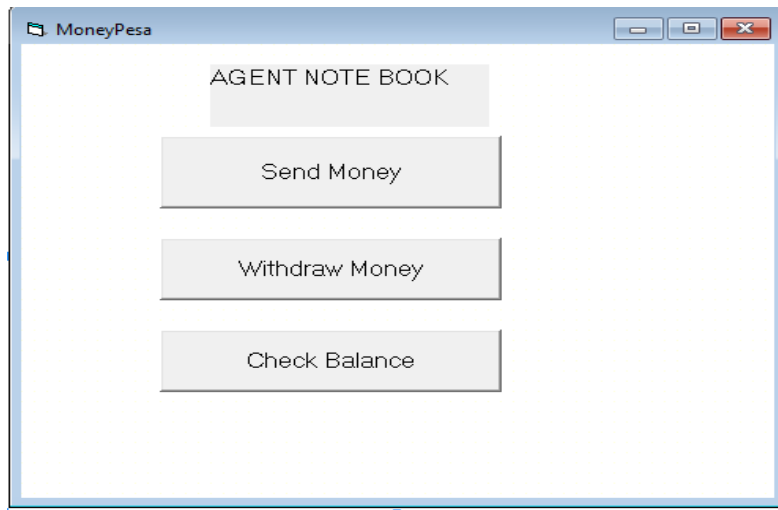 MoneyPesa
AGENT NOTE BOOK
Send Money
Withdraw Money
Check Balance